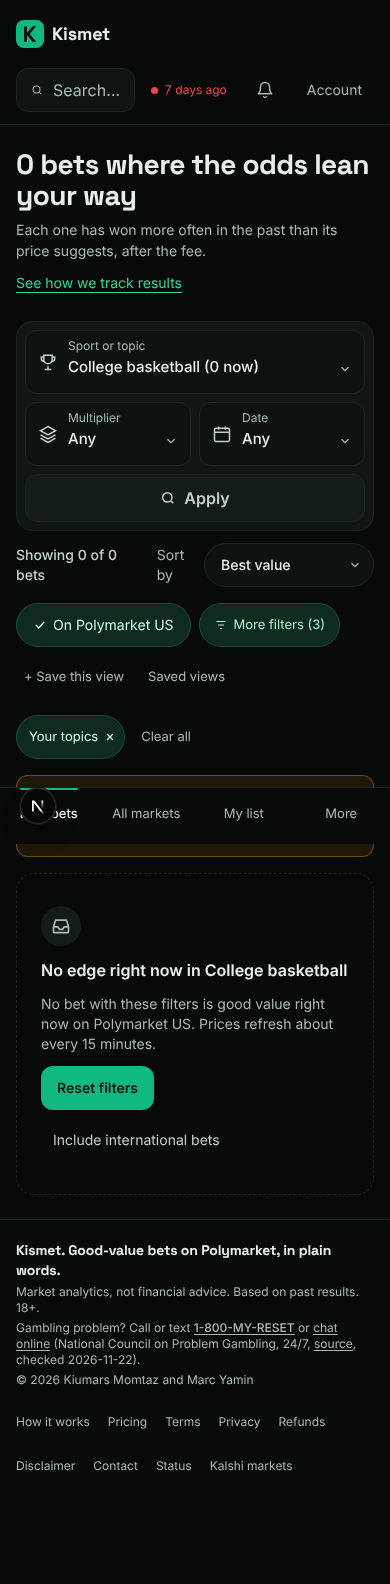 Kismet
Search...
7 days ago
Account
0 bets where the odds lean
your way
Each one has won more often in the past than its
price suggests, after the fee.
See how we track results
Sport or topic
College basketball (0 now)
Multiplier
Any
Date
Any
Apply
Showing 0 of 0
bets
Sort
by
Best value
On Polymarket US
More filters (3)
+ Save this view
Saved views
Your topics ×
Clear all
bets
All markets
My list
More
No edge right now in College basketball
No bet with these filters is good value right
now on Polymarket US. Prices refresh about
every 15 minutes.
Reset filters
Include international bets
Kismet. Good-value bets on Polymarket, in plain
words.
Market analytics, not financial advice. Based on past results.
18+.
Gambling problem? Call or text 1-800-MY-RESET or chat
online (National Council on Problem Gambling, 24/7, source,
checked 2026-11-22).
© 2026 Kiumars Momtaz and Marc Yamin
How it works
Pricing
Terms
Privacy
Refunds
Disclaimer
Contact
Status
Kalshi markets